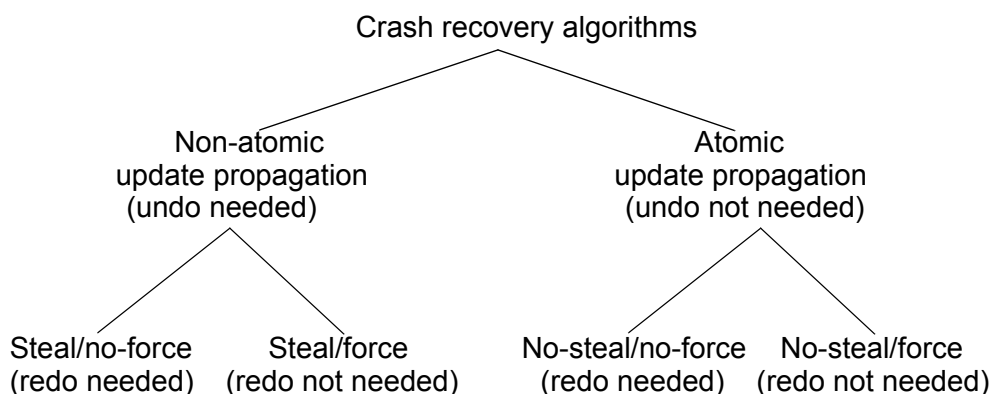 Crash recovery algorithms
Non-atomic
update propagation
(undo needed)
Atomic
update propagation
(undo not needed)
Steal/no-force
(redo needed)
Steal/force
(redo not needed)
No-steal/no-force
(redo needed)
No-steal/force
(redo not needed)